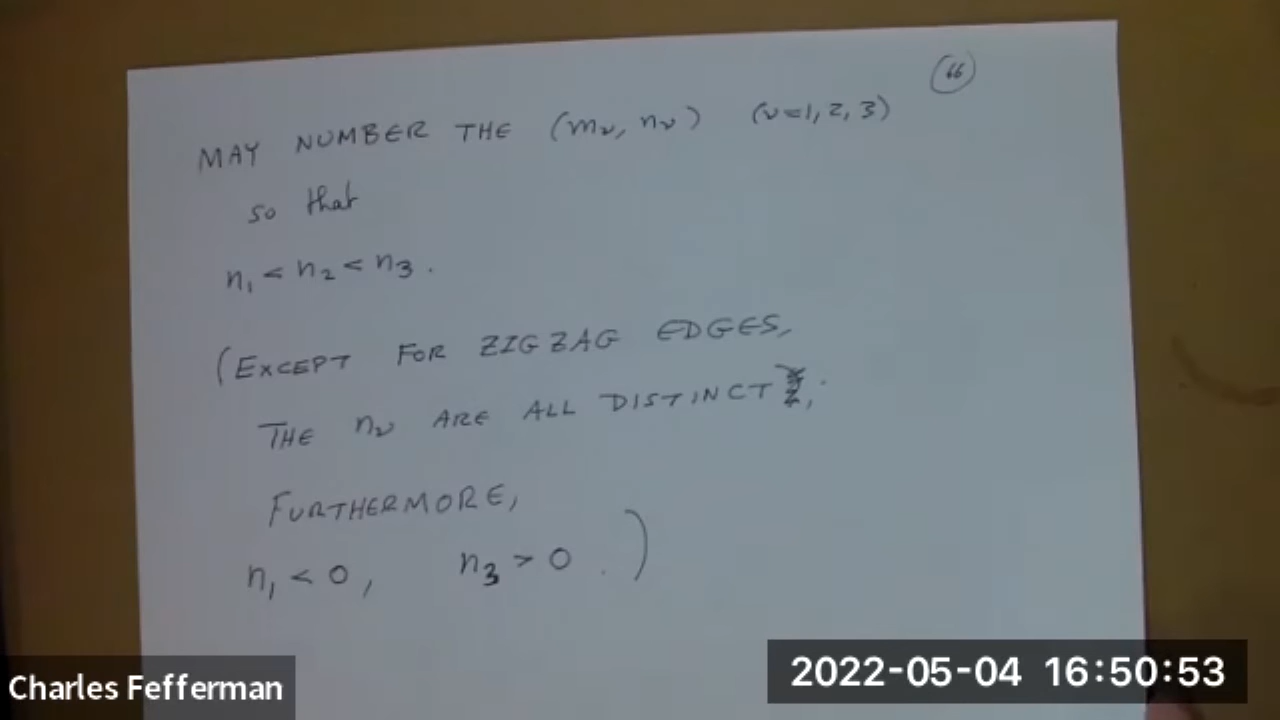 66
MAY NUMBER THE (mν, nν) (ν=1, 2, 3)
so that
n₁ < n₂ < n₃.
(EXCEPT FOR ZIGZAG EDGES,
THE nν ARE ALL DISTINCT;
FURTHERMORE,
n₁ < 0, n₃ > 0.)
Charles Fefferman
2022-05-04 16:50:53